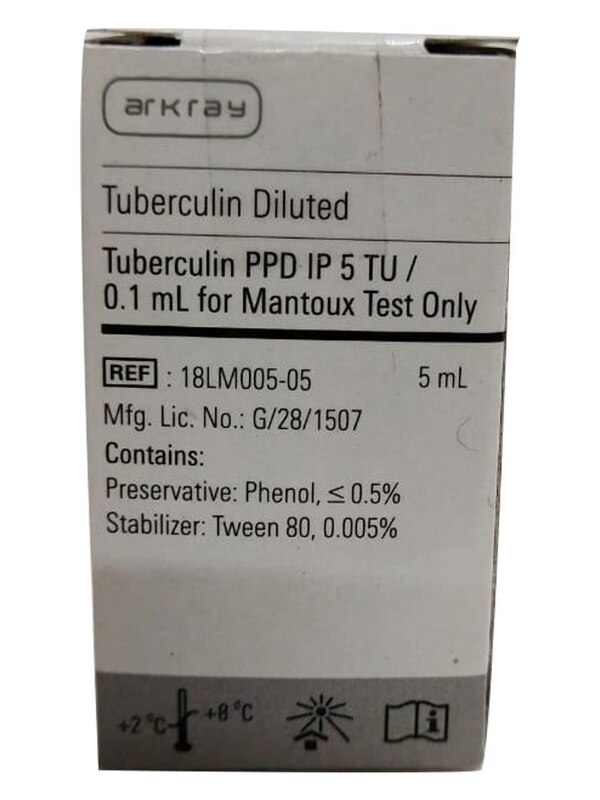 arkray
Tuberculin Diluted
Tuberculin PPD IP 5 TU /
0.1 mL for Mantoux Test Only
REF : 18LM005-05 5 mL
Mfg. Lic. No.: G/28/1507
Contains:
Preservative: Phenol, ≤ 0.5%
Stabilizer: Tween 80, 0.005%
+2 °C +8 °C
i